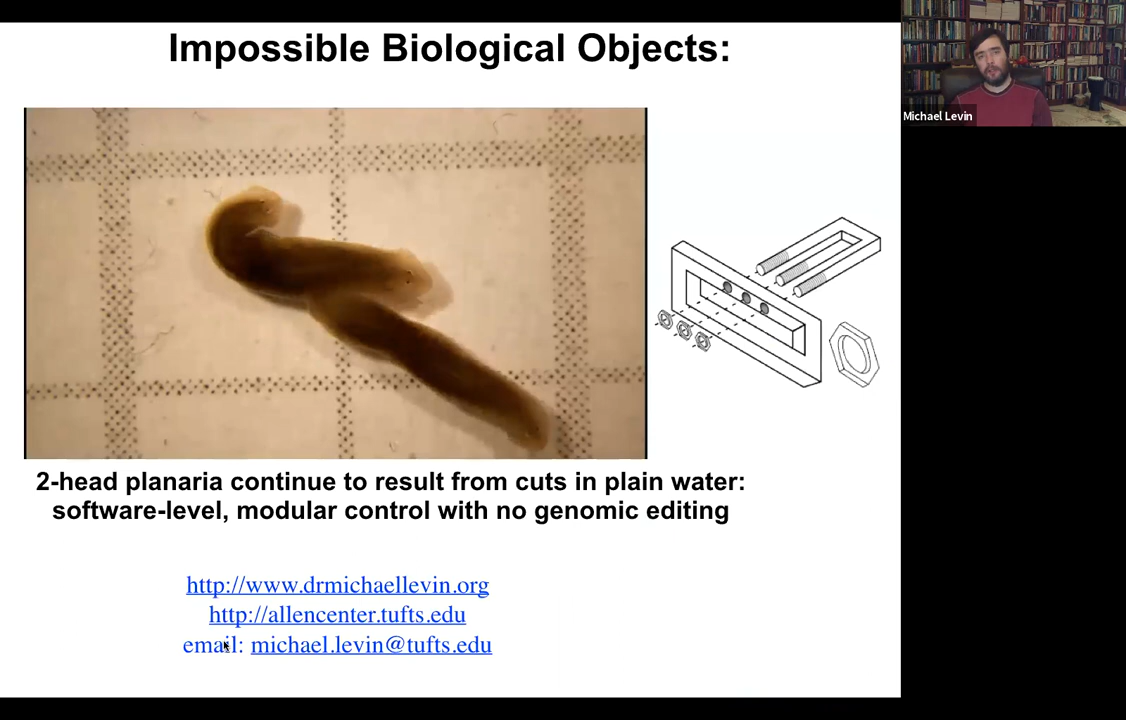 Impossible Biological Objects:
Michael Levin
2-head planaria continue to result from cuts in plain water:
software-level, modular control with no genomic editing
http://www.drmichaellevin.org
http://allencenter.tufts.edu
email: michael.levin@tufts.edu